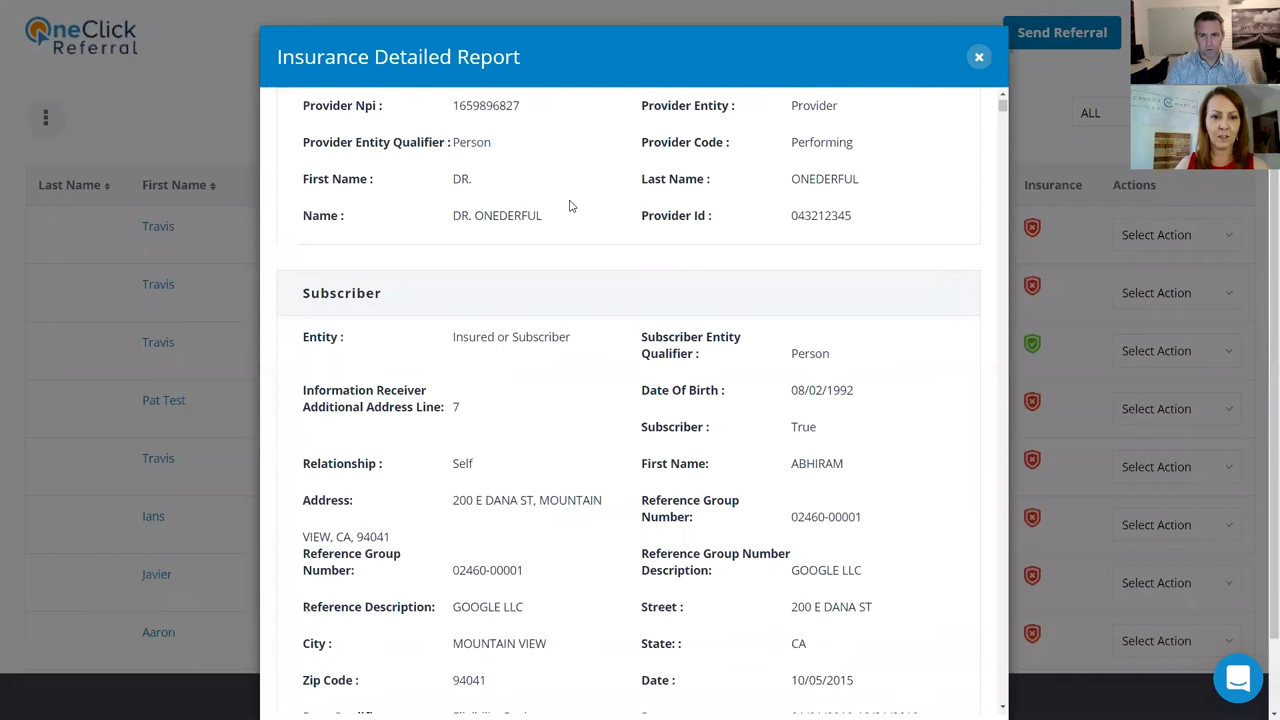 OneClick
Referral
Insurance Detailed Report
Send Referral
ALL
Last Name
First Name
Insurance
Actions
Travis
Select Action
Travis
Select Action
Travis
Select Action
Pat Test
Select Action
Travis
Select Action
Ians
Select Action
Javier
Select Action
Aaron
Select Action
Provider Npi : 1659896827 Provider Entity : Provider
Provider Entity Qualifier : Person Provider Code : Performing
First Name : DR. Last Name : ONEDERFUL
Name : DR. ONEDERFUL Provider Id : 043212345
Subscriber
Entity : Insured or Subscriber Subscriber Entity
Qualifier : Person
Information Receiver
Additional Address Line: 7 Date Of Birth : 08/02/1992
Subscriber : True
Relationship : Self First Name: ABHIRAM
Address: 200 E DANA ST, MOUNTAIN Reference Group
Number: 02460-00001
VIEW, CA, 94041
Reference Group Reference Group Number
Number: 02460-00001 Description: GOOGLE LLC
Reference Description: GOOGLE LLC Street : 200 E DANA ST
City : MOUNTAIN VIEW State: : CA
Zip Code : 94041 Date : 10/05/2015